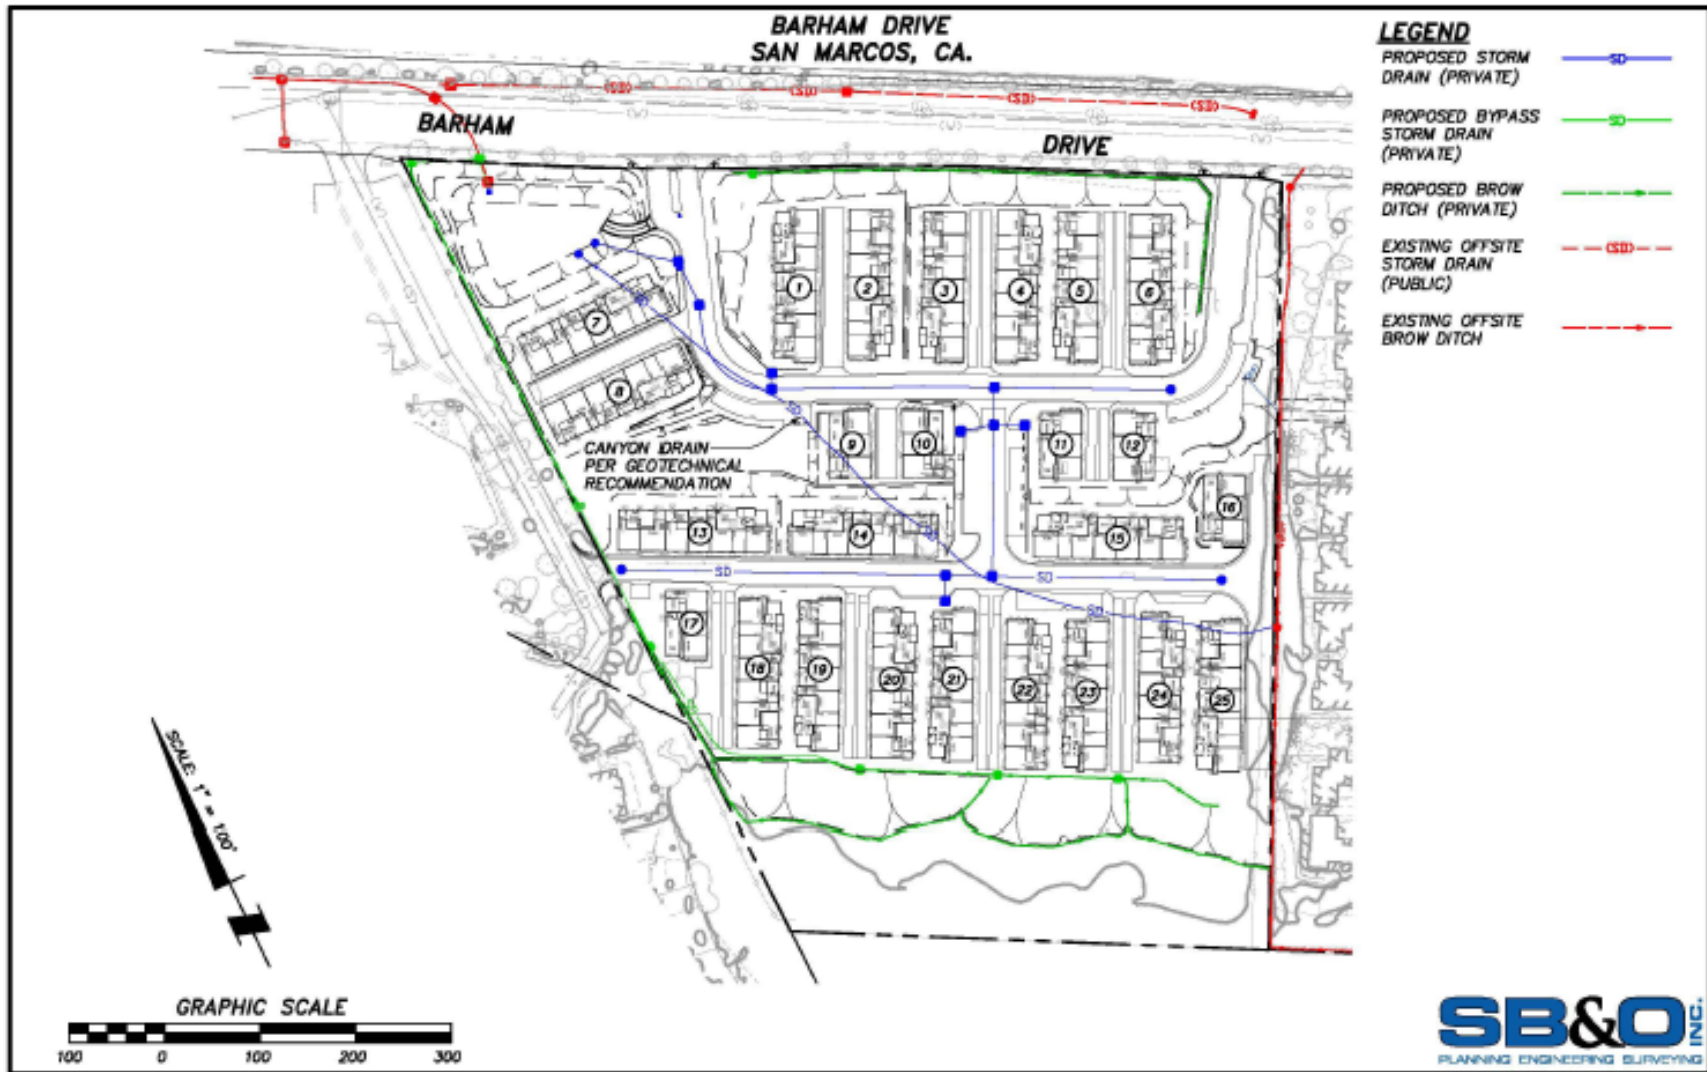 BARHAM DRIVE
SAN MARCOS, CA.
LEGEND
PROPOSED STORM
DRAIN (PRIVATE)
SD
PROPOSED BYPASS
STORM DRAIN
(PRIVATE)
SD
PROPOSED BROW
DITCH (PRIVATE)
EXISTING OFFSITE
STORM DRAIN
(PUBLIC)
(SD)
EXISTING OFFSITE
BROW DITCH
(SD)
(SD)
(SD)
(SD)
BARHAM
DRIVE
1
2
3
4
5
6
7
8
SD
9
10
11
12
CANYON DRAIN
PER GEOTECHNICAL
RECOMMENDATION
13
14
15
16
SD
SD
SD
17
18
19
20
21
22
23
24
25
SCALE: 1" = 100'
GRAPHIC SCALE
100
0
100
200
300
SB&O INC.
PLANNING ENGINEERING SURVEYING